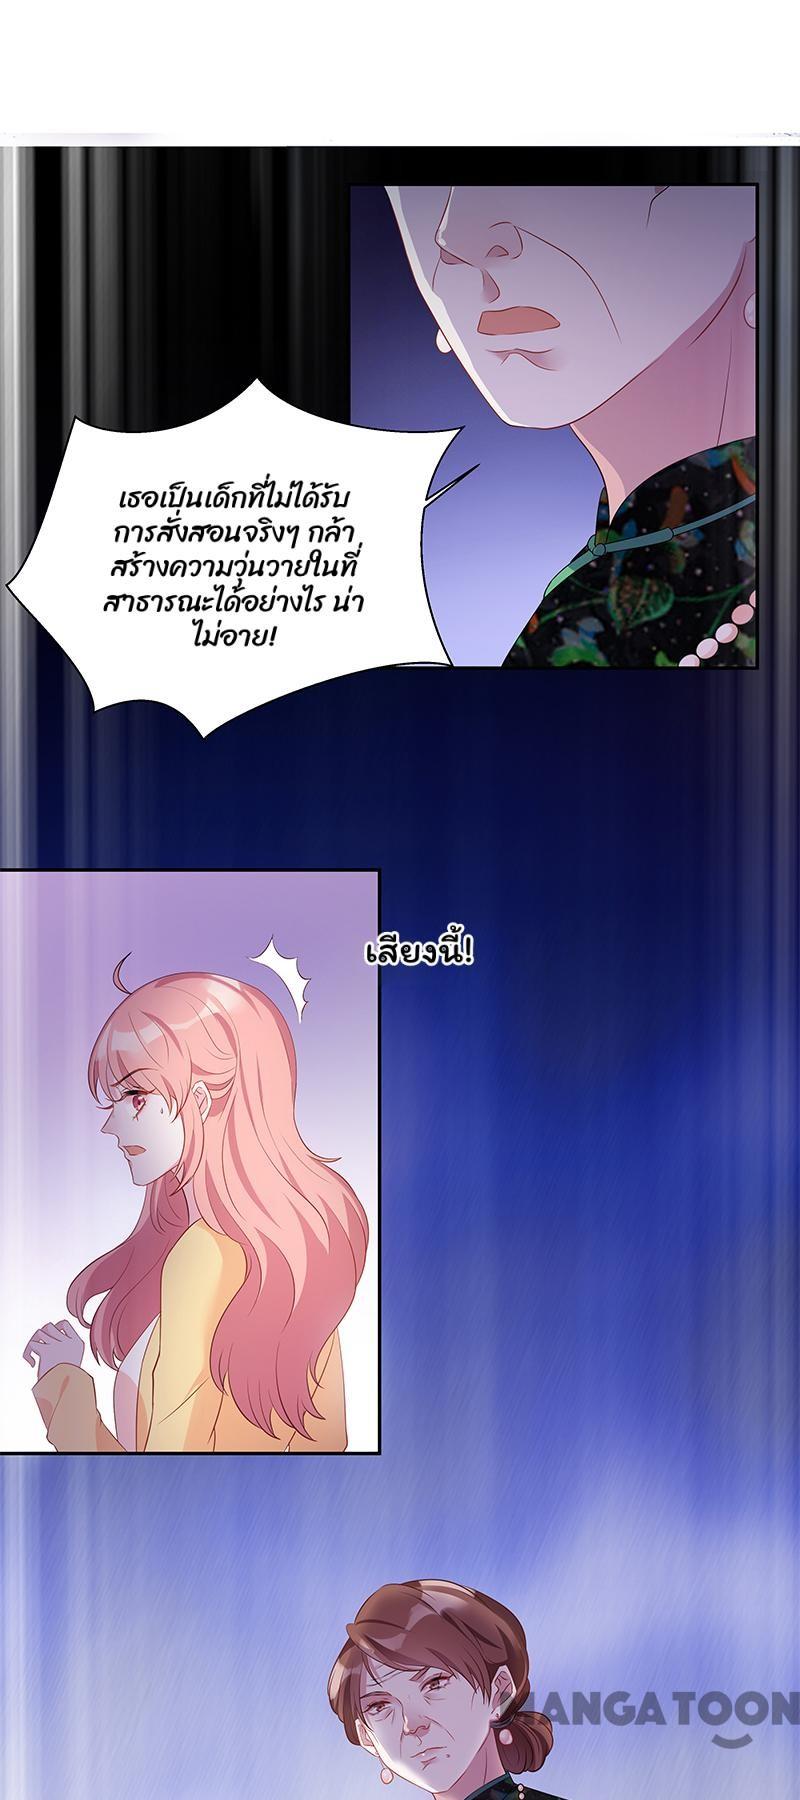 เธอเป็นเด็กที่ไม่ได้รับ
การสั่งสอนจริงๆ กล้า
สร้างความวุ่นวายในที่
สาธารณะได้อย่างไร น่า
ไม่อาย!
เสียงนี้!
MANGATOON